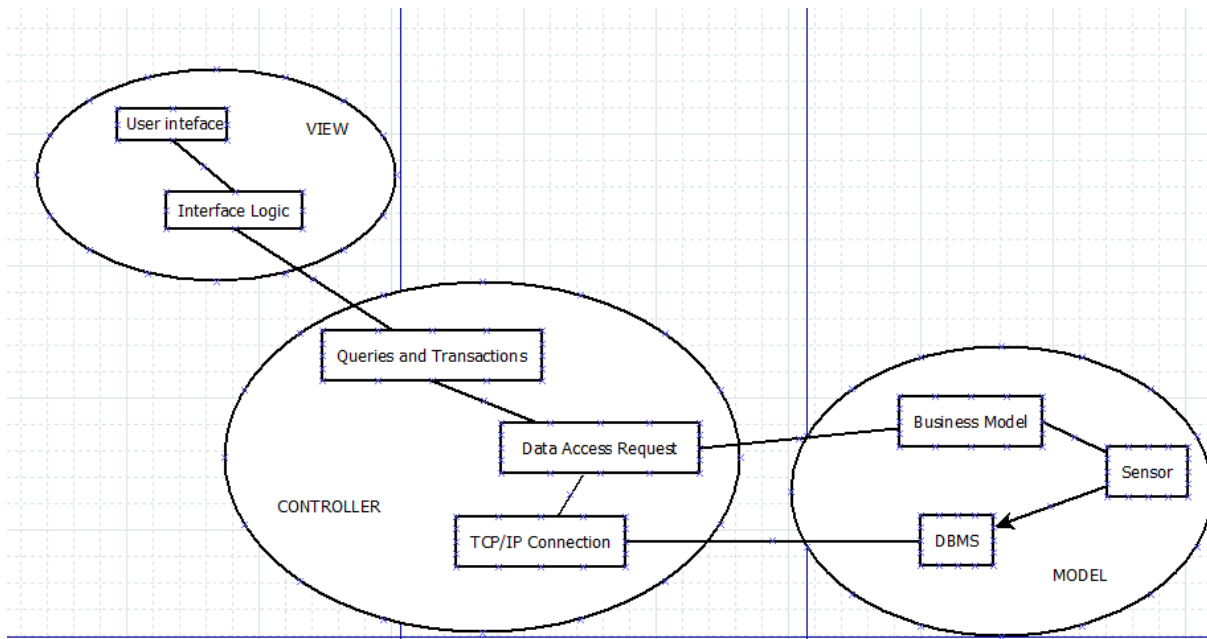 User inteface
VIEW
Interface Logic
Queries and Transactions
Data Access Request
CONTROLLER
TCP/IP Connection
Business Model
Sensor
DBMS
MODEL